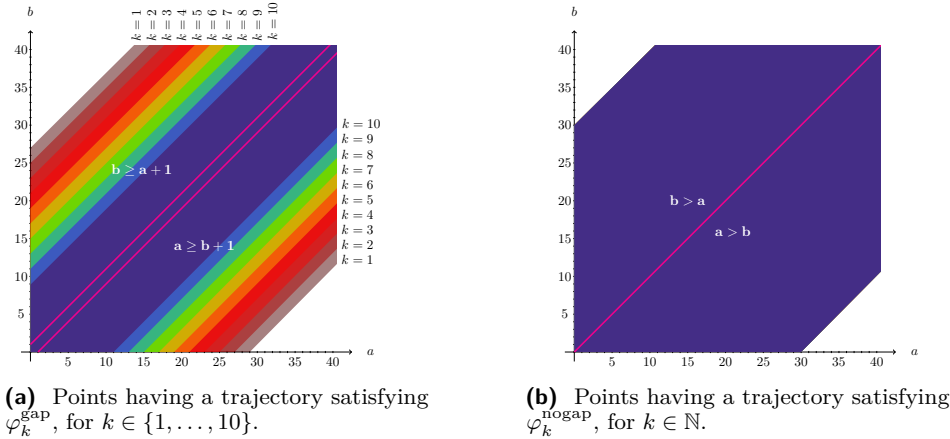 b
k = 1
k = 2
k = 3
k = 4
k = 5
k = 6
k = 7
k = 8
k = 9
k = 10
40
35
30
25
20
15
10
5
b ≥ a + 1
a ≥ b + 1
k = 10
k = 9
k = 8
k = 7
k = 6
k = 5
k = 4
k = 3
k = 2
k = 1
5 10 15 20 25 30 35 40 a
(a) Points having a trajectory satisfying
φ_k^gap, for k ∈ {1, . . . , 10}.
b
40
35
30
25
20
15
10
5
b > a
a > b
5 10 15 20 25 30 35 40 a
(b) Points having a trajectory satisfying
φ_k^nogap, for k ∈ ℕ.